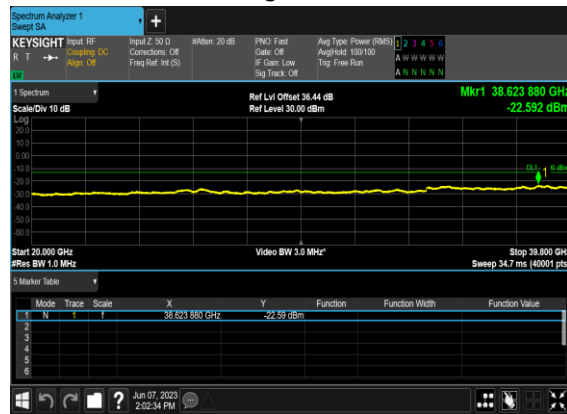 Spectrum Analyzer 1
Swept SA
KEYSIGHT Input: RF Input Z: 50 Ω #Atten: 20 dB PNO: Fast Avg Type: Power (RMS) 1 2 3 4 5 6
R T Coupling: DC Corrections: Off Gate: Off Avg|Hold: 100/100 A W W W W W
Align: Off Freq Ref: Int (S) IF Gain: Low Trig: Free Run
LXI Sig Track: Off A N N N N N
1 Spectrum Ref Lvl Offset 36.44 dB Mkr1 38.623 880 GHz
Scale/Div 10 dB Ref Level 30.00 dBm -22.592 dBm
Log
20.0
10.0
0.00
-10.0
DL1 1
-20.0
-30.0
-40.0
-50.0
-60.0
Start 20.000 GHz Video BW 3.0 MHz* Stop 39.800 GHz
#Res BW 1.0 MHz Sweep 34.7 ms (40001 pts)
5 Marker Table
Mode Trace Scale X Y Function Function Width Function Value
1 N 1 f 38.623 880 GHz -22.59 dBm
2
3
4
5
6
? Jun 07, 2023
2:02:34 PM